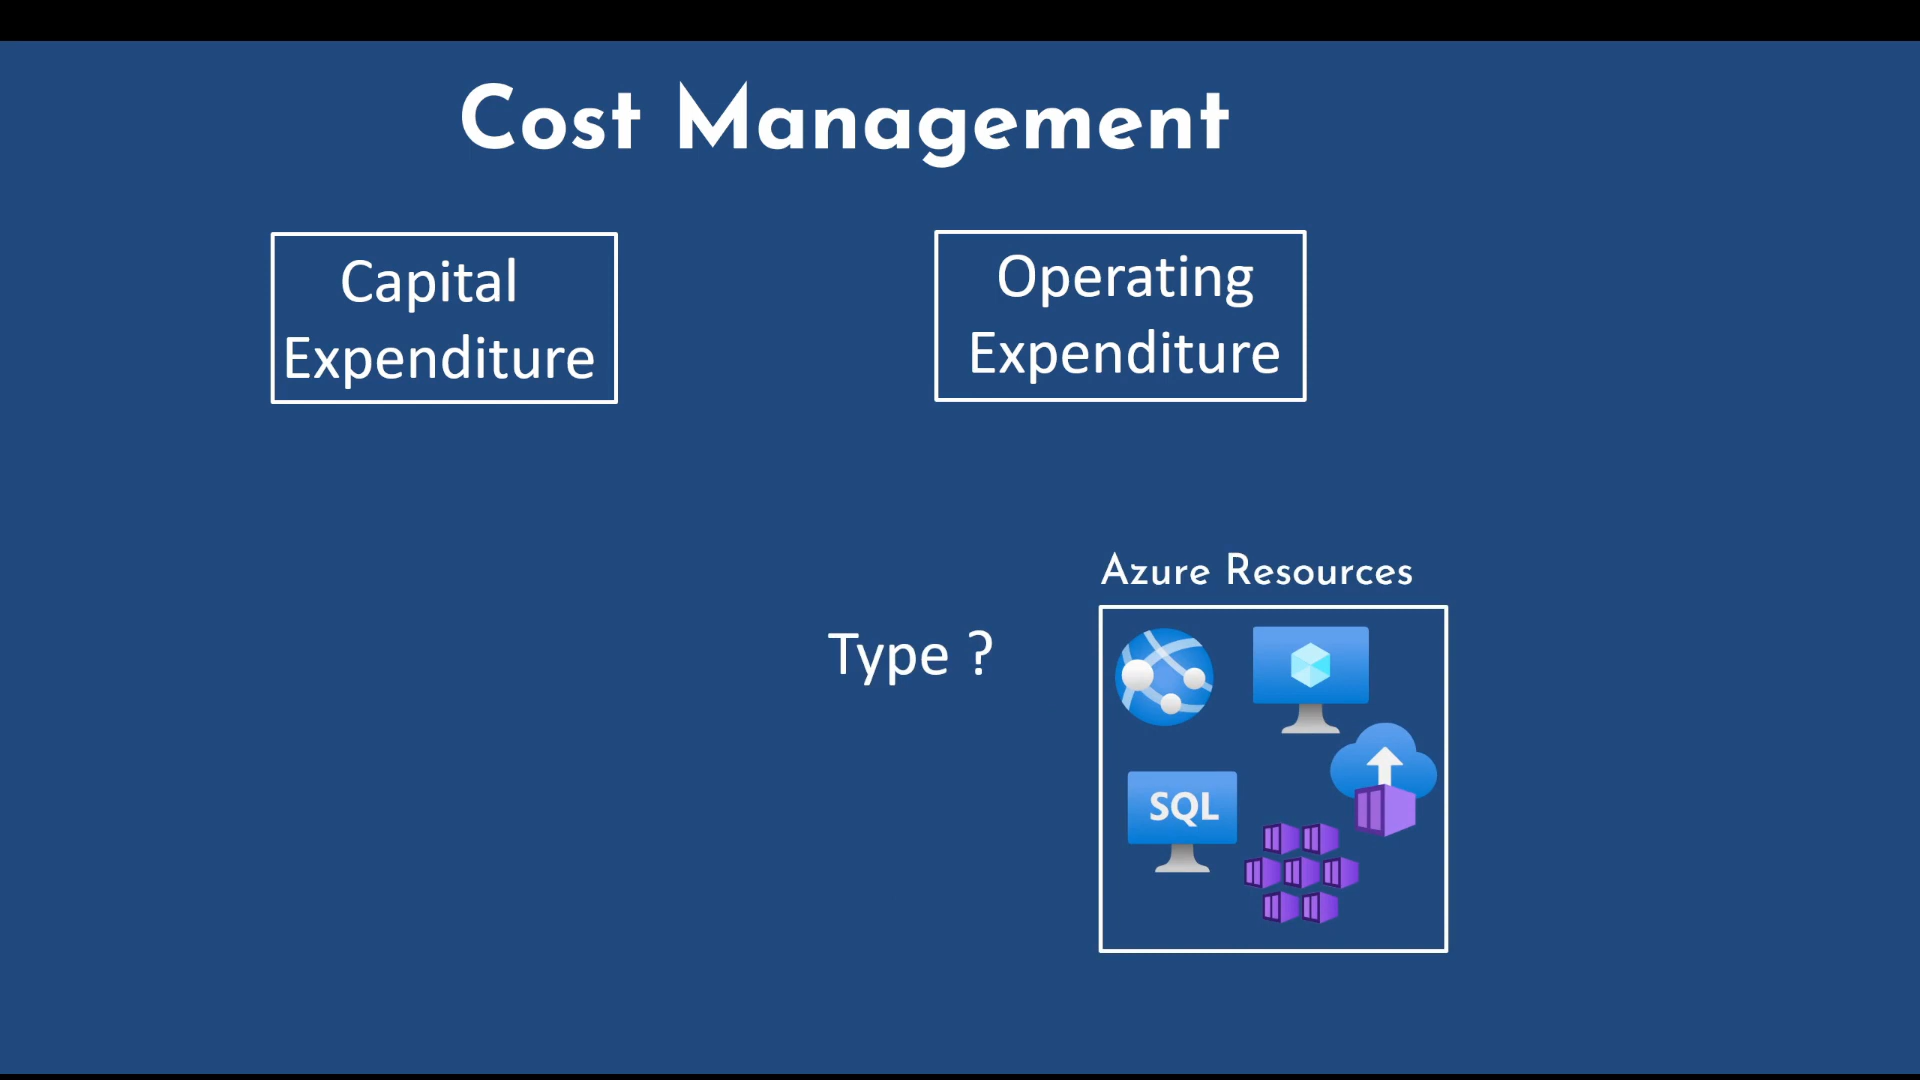 Cost Management
Capital
Expenditure
Operating
Expenditure
Azure Resources
Type ?
SQL